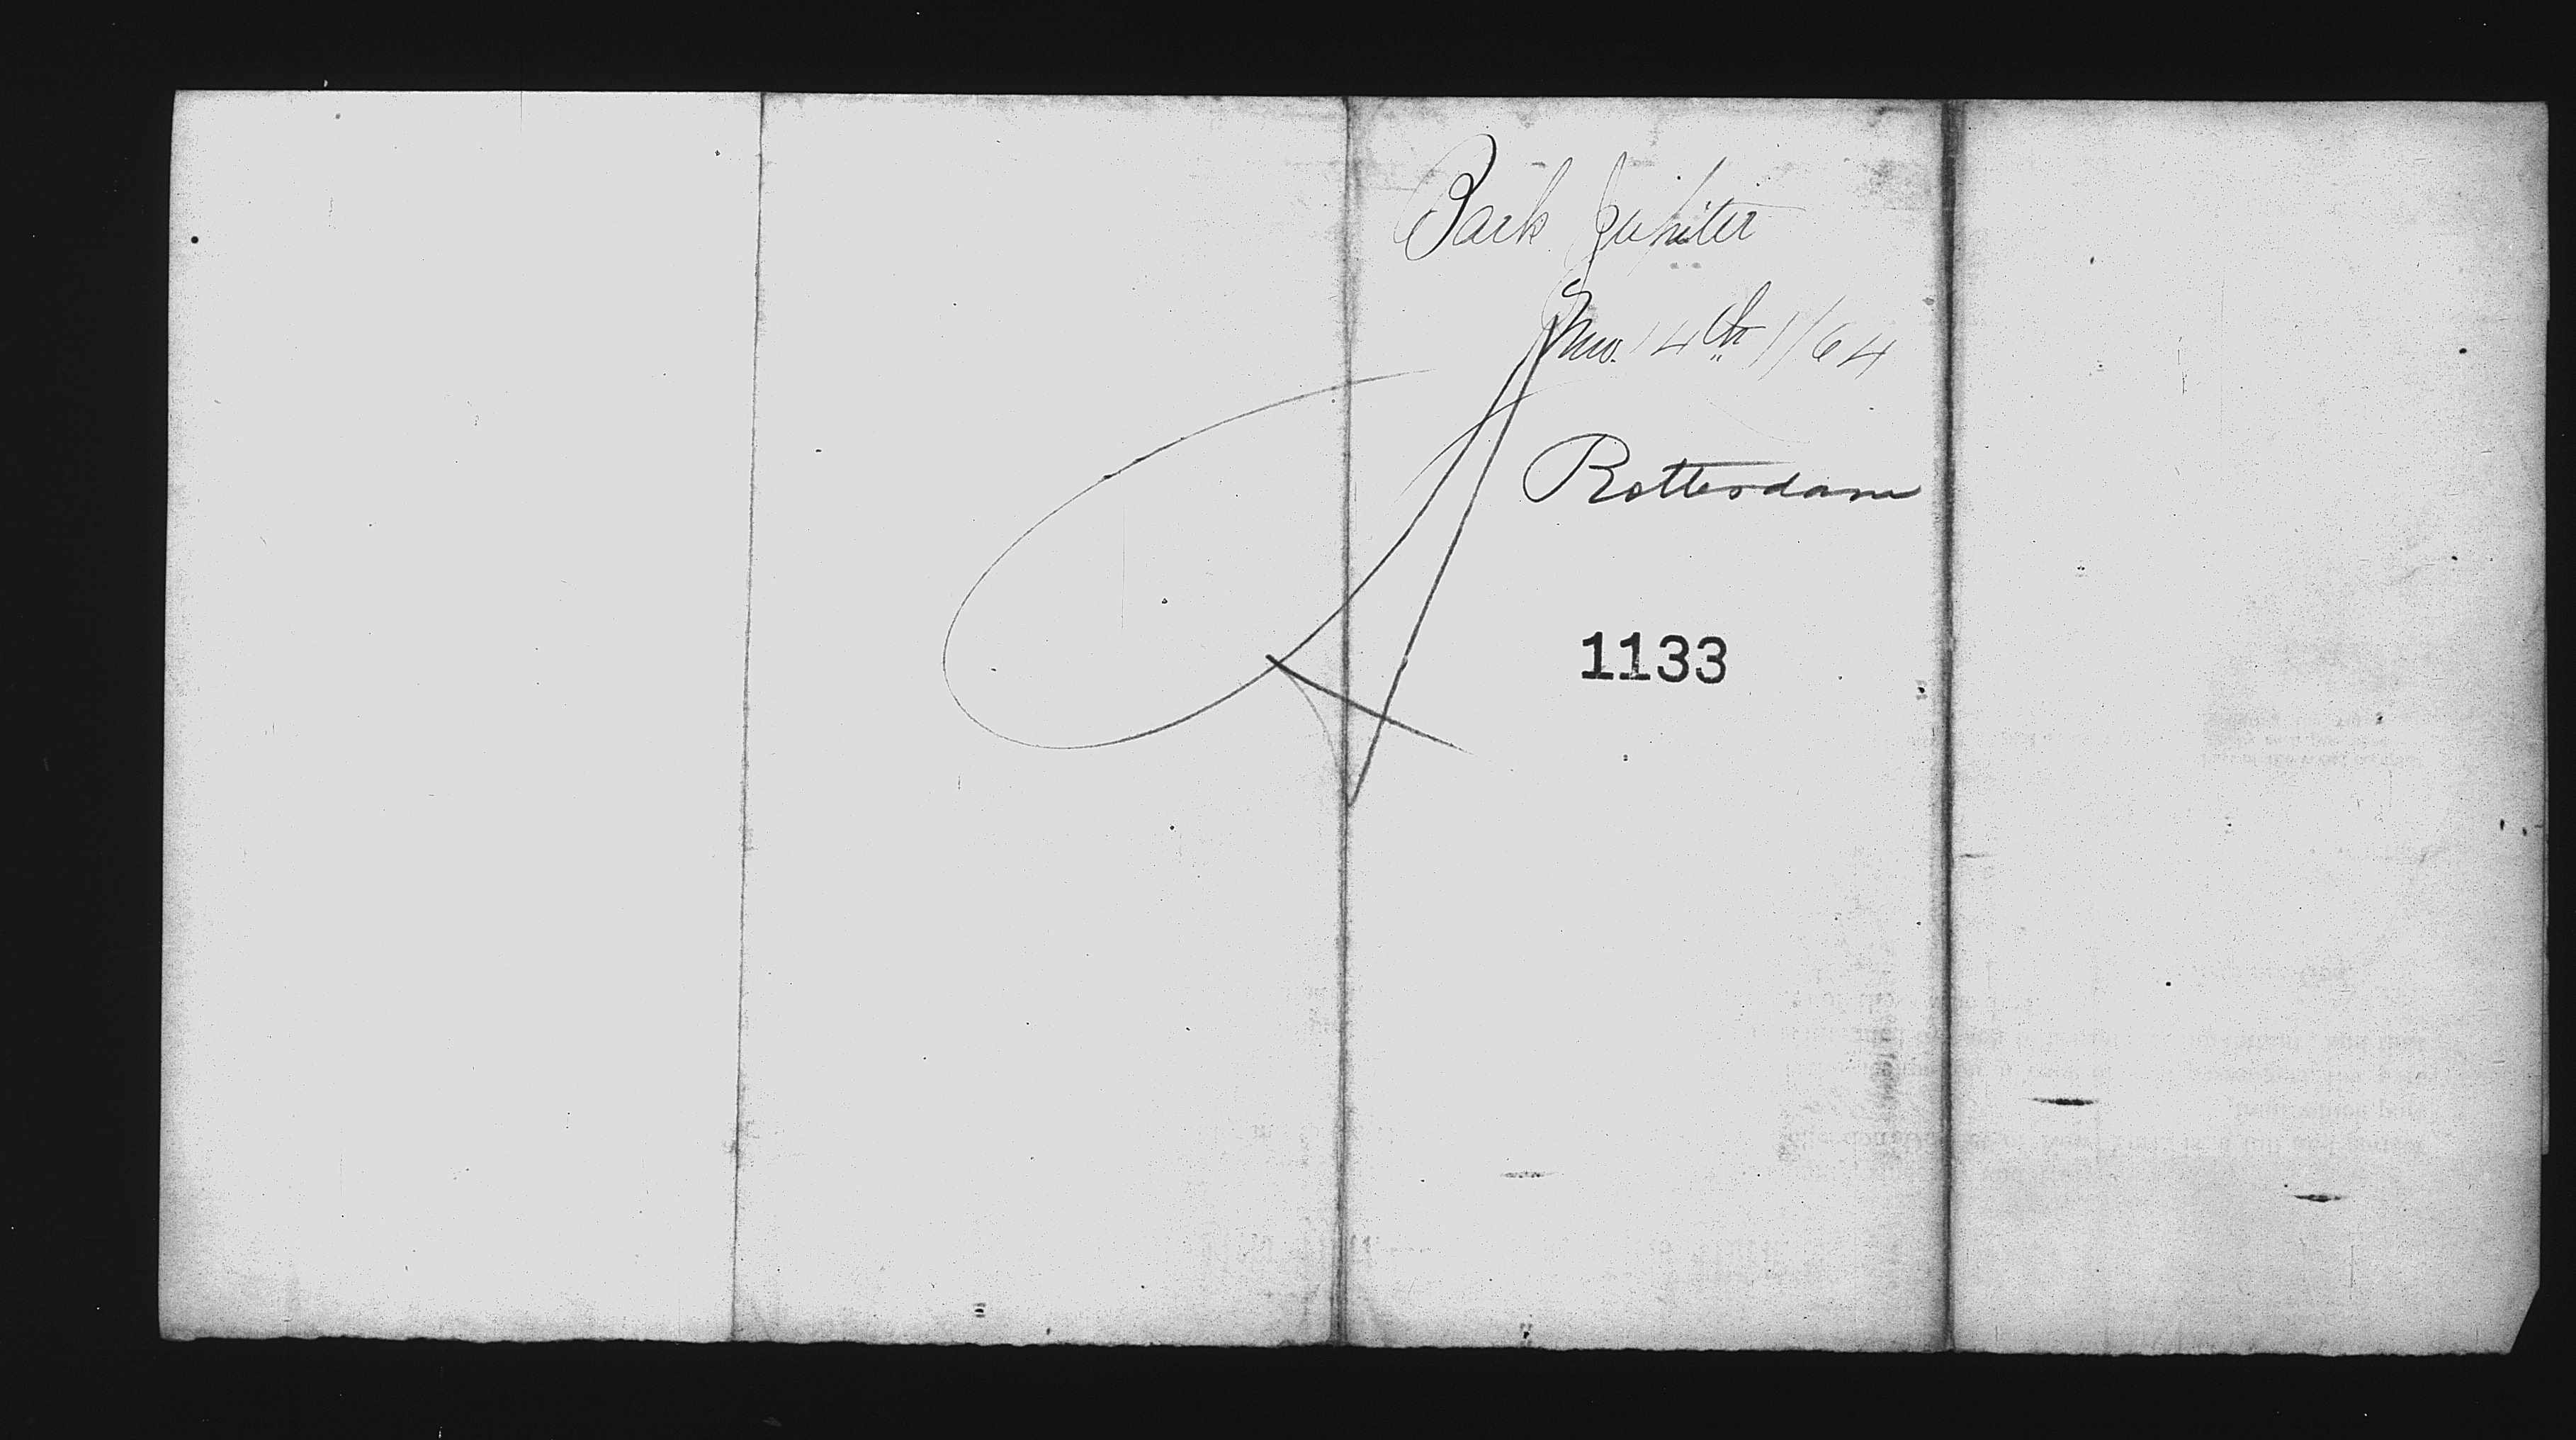 Bark Jupiter
Nov. 14th 1/64
Rotterdam
1133